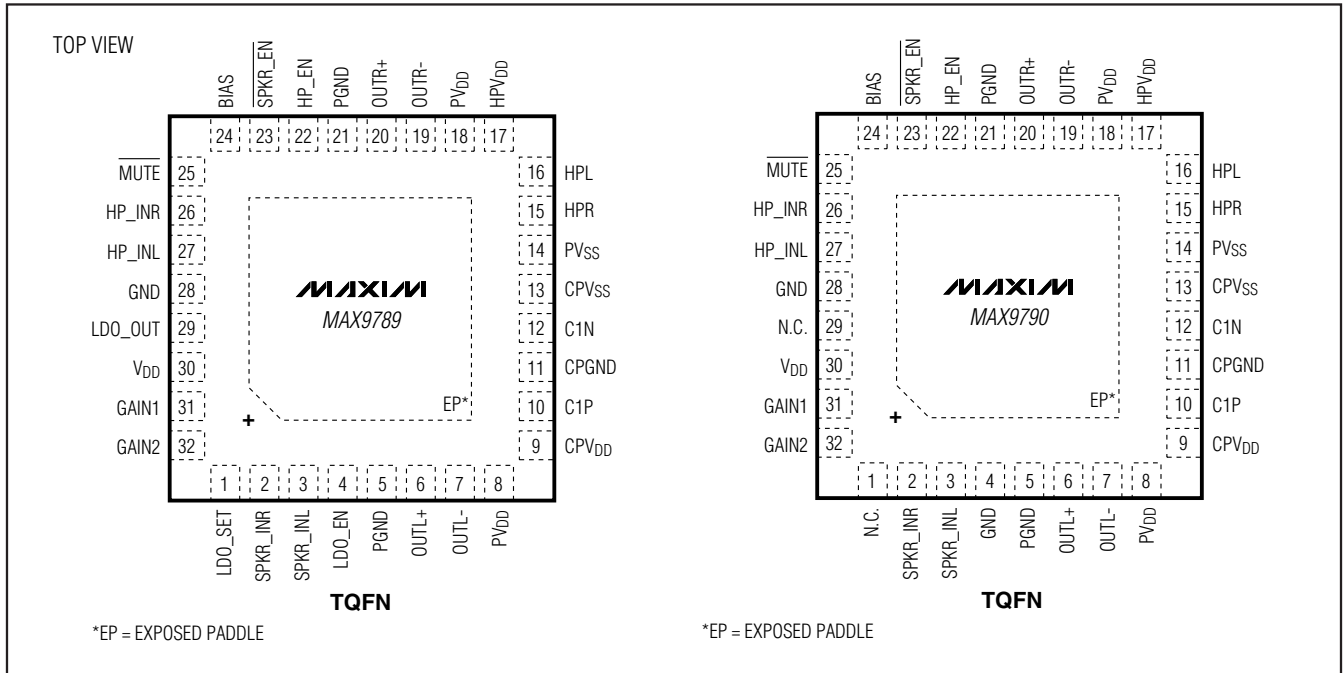 TOP VIEW
BIAS
SPKR_EN
HP_EN
PGND
OUTR+
OUTR-
PVDD
HPVDD
24 23 22 21 20 19 18 17
MUTE 25
HP_INR 26
HP_INL 27
GND 28
LDO_OUT 29
VDD 30
GAIN1 31
GAIN2 32
16 HPL
15 HPR
14 PVSS
13 CPVSS
12 C1N
11 CPGND
10 C1P
9 CPVDD
MAXIM
MAX9789
EP*
+
1 2 3 4 5 6 7 8
LDO_SET
SPKR_INR
SPKR_INL
LDO_EN
PGND
OUTL+
OUTL-
PVDD
TQFN
*EP = EXPOSED PADDLE
BIAS
SPKR_EN
HP_EN
PGND
OUTR+
OUTR-
PVDD
HPVDD
24 23 22 21 20 19 18 17
MUTE 25
HP_INR 26
HP_INL 27
GND 28
N.C. 29
VDD 30
GAIN1 31
GAIN2 32
16 HPL
15 HPR
14 PVSS
13 CPVSS
12 C1N
11 CPGND
10 C1P
9 CPVDD
MAXIM
MAX9790
EP*
+
1 2 3 4 5 6 7 8
N.C.
SPKR_INR
SPKR_INL
GND
PGND
OUTL+
OUTL-
PVDD
TQFN
*EP = EXPOSED PADDLE